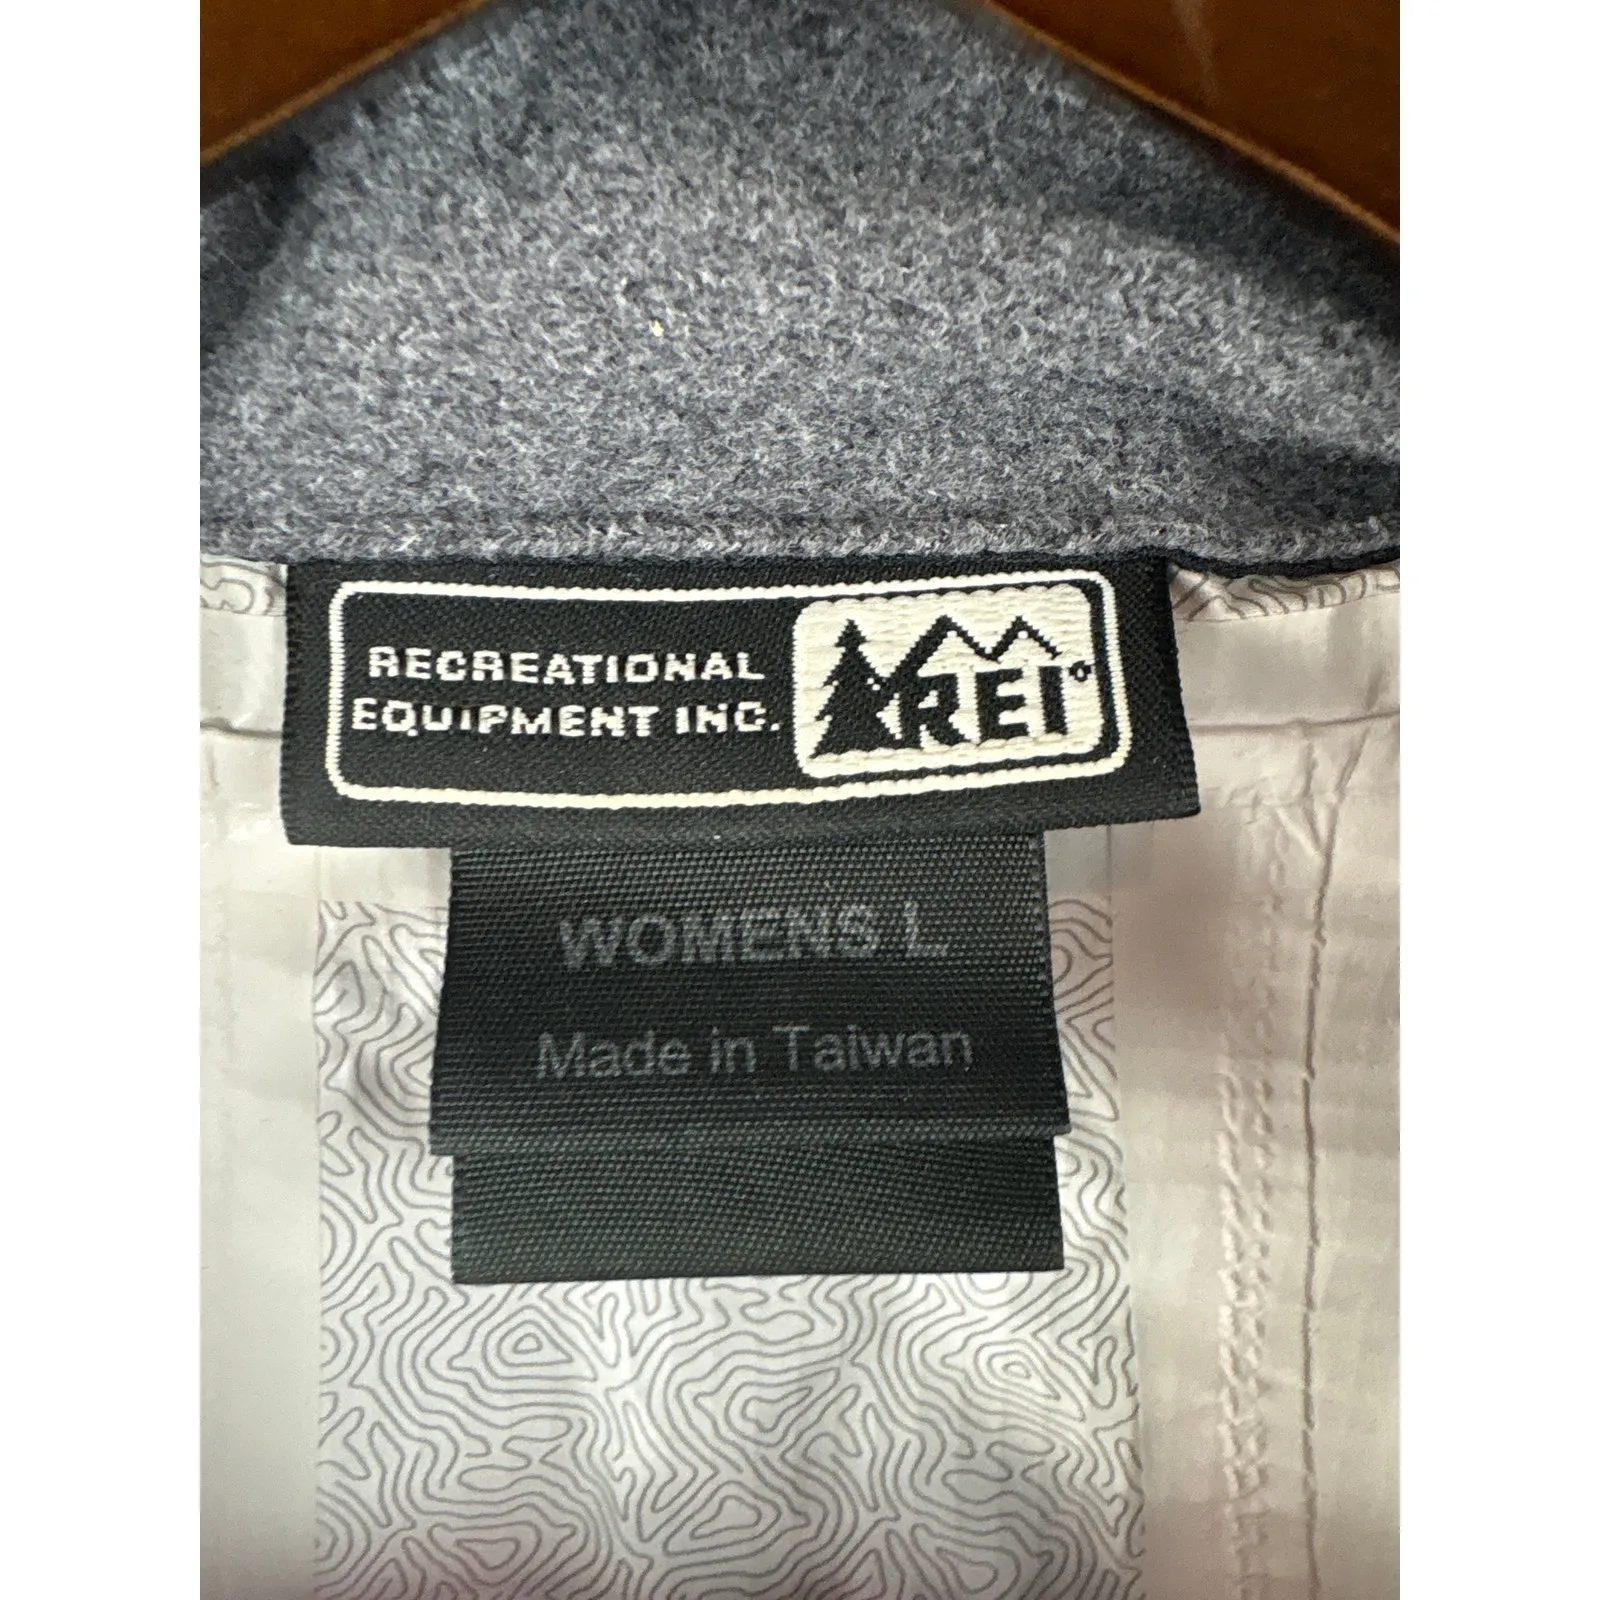 RECREATIONAL
EQUIPMENT INC.
REI®
WOMENS L
Made in Taiwan